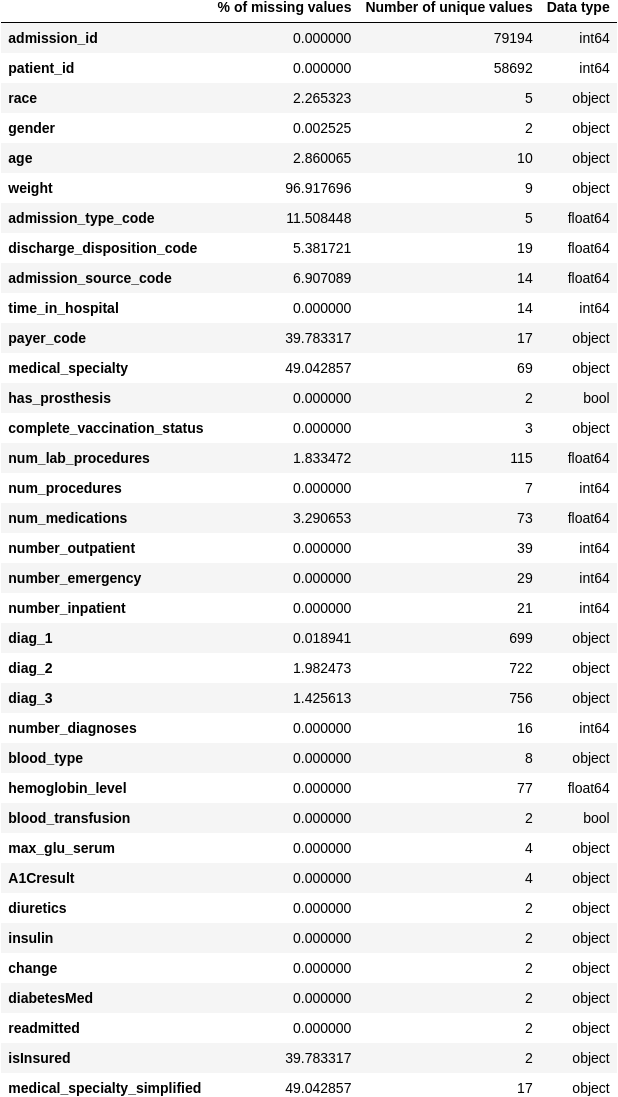 % of missing values Number of unique values Data type
admission_id 0.000000 79194 int64
patient_id 0.000000 58692 int64
race 2.265323 5 object
gender 0.002525 2 object
age 2.860065 10 object
weight 96.917696 9 object
admission_type_code 11.508448 5 float64
discharge_disposition_code 5.381721 19 float64
admission_source_code 6.907089 14 float64
time_in_hospital 0.000000 14 int64
payer_code 39.783317 17 object
medical_specialty 49.042857 69 object
has_prosthesis 0.000000 2 bool
complete_vaccination_status 0.000000 3 object
num_lab_procedures 1.833472 115 float64
num_procedures 0.000000 7 int64
num_medications 3.290653 73 float64
number_outpatient 0.000000 39 int64
number_emergency 0.000000 29 int64
number_inpatient 0.000000 21 int64
diag_1 0.018941 699 object
diag_2 1.982473 722 object
diag_3 1.425613 756 object
number_diagnoses 0.000000 16 int64
blood_type 0.000000 8 object
hemoglobin_level 0.000000 77 float64
blood_transfusion 0.000000 2 bool
max_glu_serum 0.000000 4 object
A1Cresult 0.000000 4 object
diuretics 0.000000 2 object
insulin 0.000000 2 object
change 0.000000 2 object
diabetesMed 0.000000 2 object
readmitted 0.000000 2 object
isInsured 39.783317 2 object
medical_specialty_simplified 49.042857 17 object